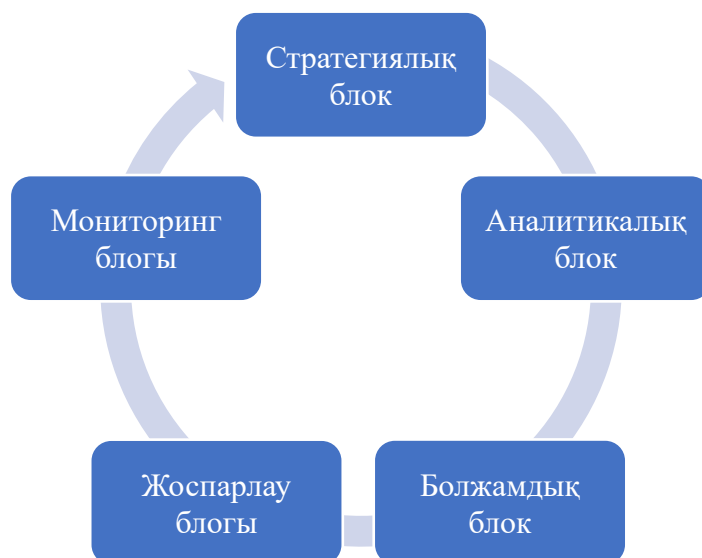 Стратегиялық
блок
Аналитикалық
блок
Болжамдық
блок
Жоспарлау
блогы
Мониторинг
блогы